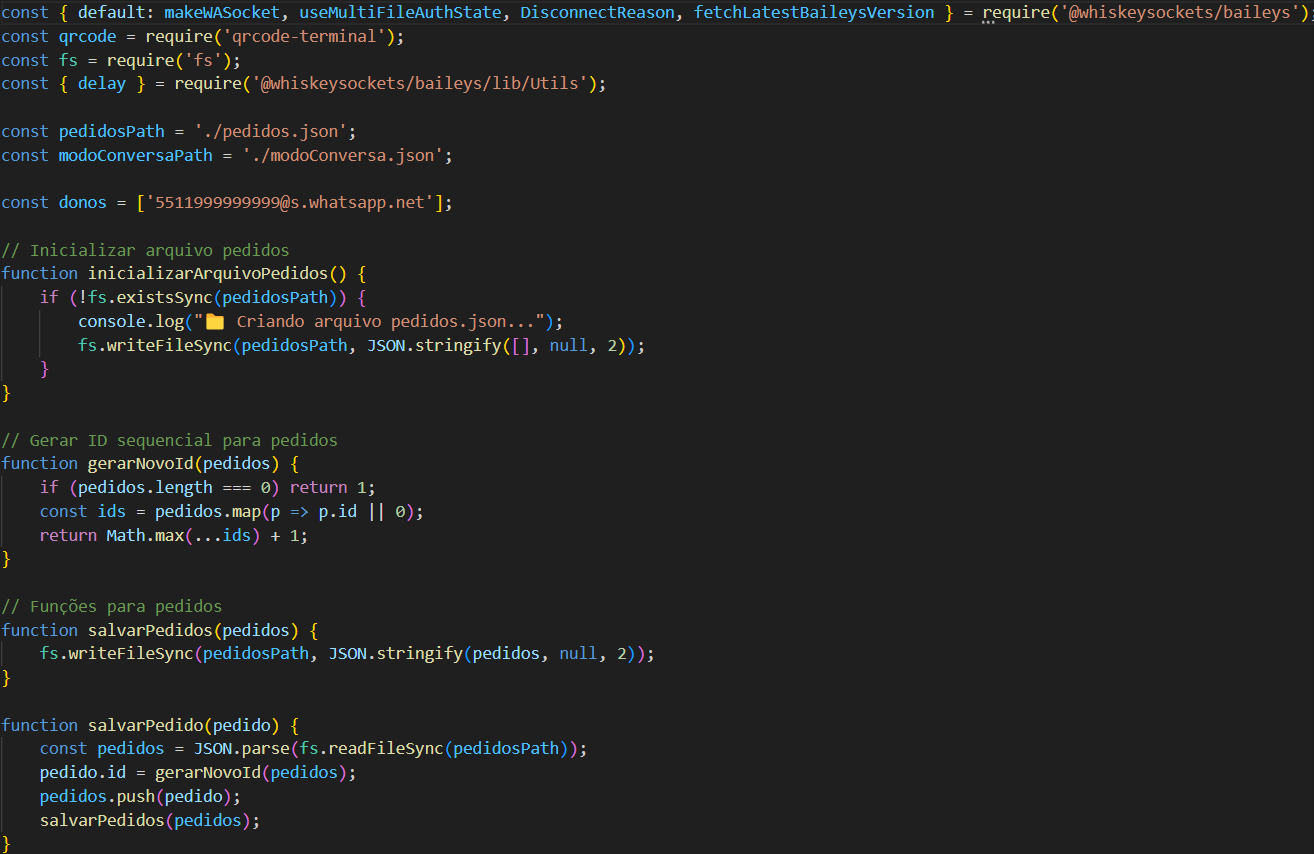 const { default: makeWASocket, useMultiFileAuthState, DisconnectReason, fetchLatestBaileysVersion } = require('@whiskeysockets/baileys');
const qrcode = require('qrcode-terminal');
const fs = require('fs');
const { delay } = require('@whiskeysockets/baileys/lib/Utils');

const pedidosPath = './pedidos.json';
const modoConversaPath = './modoConversa.json';

const donos = ['5511999999999@s.whatsapp.net'];

// Inicializar arquivo pedidos
function inicializarArquivoPedidos() {
    if (!fs.existsSync(pedidosPath)) {
        console.log("📁 Criando arquivo pedidos.json...");
        fs.writeFileSync(pedidosPath, JSON.stringify([], null, 2));
    }
}

// Gerar ID sequencial para pedidos
function gerarNovoId(pedidos) {
    if (pedidos.length === 0) return 1;
    const ids = pedidos.map(p => p.id || 0);
    return Math.max(...ids) + 1;
}

// Funções para pedidos
function salvarPedidos(pedidos) {
    fs.writeFileSync(pedidosPath, JSON.stringify(pedidos, null, 2));
}

function salvarPedido(pedido) {
    const pedidos = JSON.parse(fs.readFileSync(pedidosPath));
    pedido.id = gerarNovoId(pedidos);
    pedidos.push(pedido);
    salvarPedidos(pedidos);
}